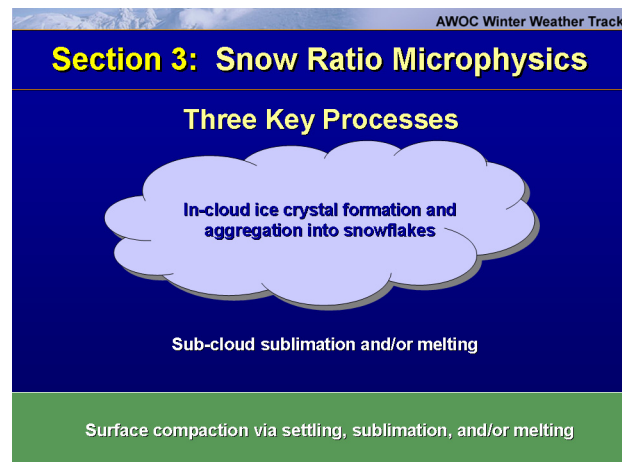 AWOC Winter Weather Track
Section 3: Snow Ratio Microphysics
Three Key Processes
In-cloud ice crystal formation and
aggregation into snowflakes
Sub-cloud sublimation and/or melting
Surface compaction via settling, sublimation, and/or melting